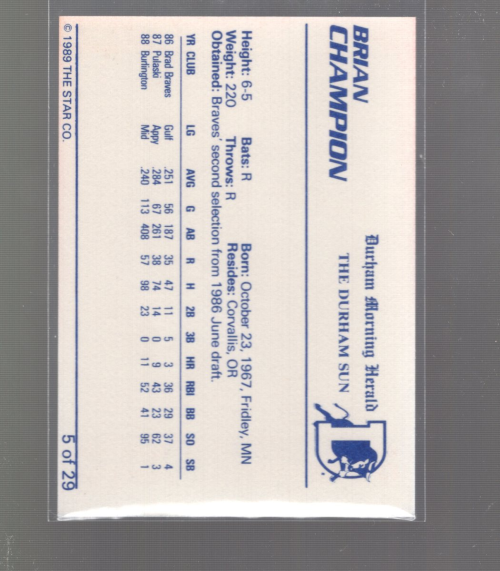 BRIAN
CHAMPION
Durham Morning Herald
THE DURHAM SUN
D
Height: 6-5 Bats: R Born: October 23, 1967, Fridley, MN
Weight: 220 Throws: R Resides: Corvallis, OR
Obtained: Braves' second selection from 1986 June draft.
YR CLUB LG AVG G AB R H 2B 3B HR RBI BB SO SB
86 Brad Braves Gulf .251 56 187 35 47 11 5 3 36 29 37 4
87 Pulaski Appy .284 67 261 38 74 14 0 9 43 23 62 3
88 Burlington Mid .240 113 408 57 98 23 0 11 52 41 95 1
© 1989 THE STAR CO. 5 of 29